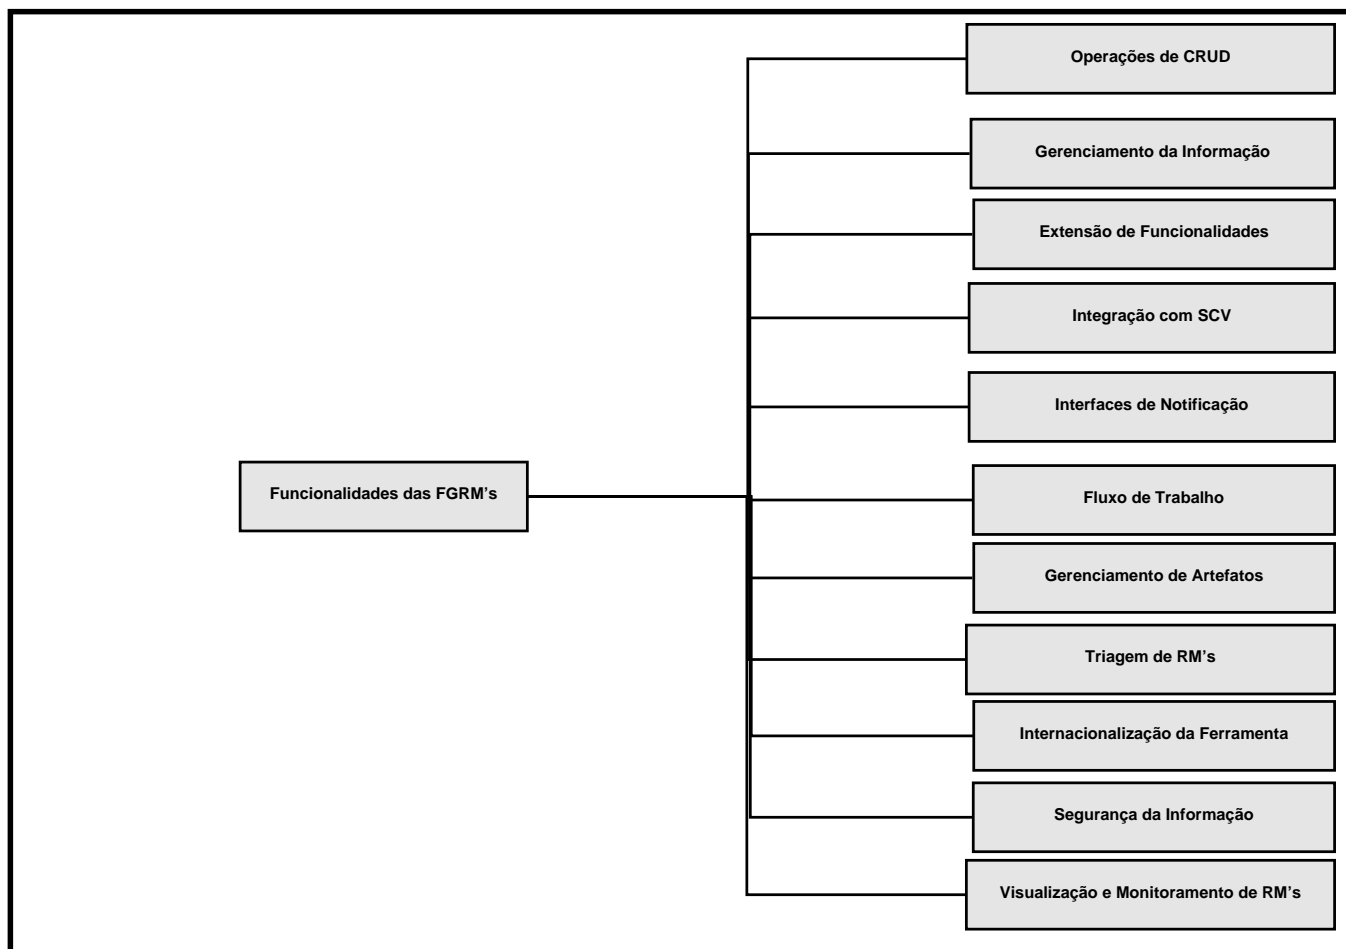 Operações de CRUD
Gerenciamento da Informação
Extensão de Funcionalidades
Integração com SCV
Interfaces de Notificação
Funcionalidades das FGRM’s
Fluxo de Trabalho
Gerenciamento de Artefatos
Triagem de RM’s
Internacionalização da Ferramenta
Segurança da Informação
Visualização e Monitoramento de RM’s